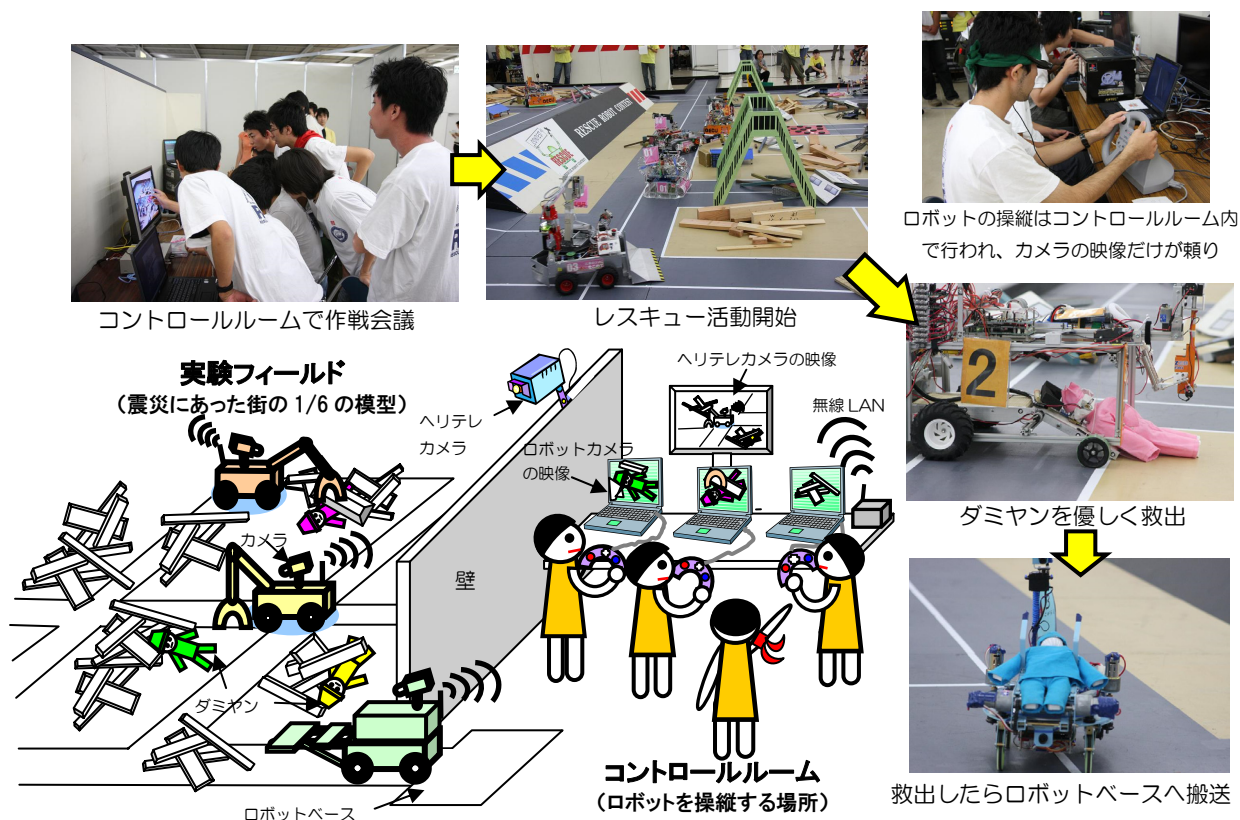 コントロールルームで作戦会議
RESCUE ROBOT CONTEST
レスキュー活動開始
ロボットの操縦はコントロールルーム内
で行われ、カメラの映像だけが頼り
2
ダミヤンを優しく救出
救出したらロボットベースへ搬送
実験フィールド
(震災にあった街の 1/6 の模型)
ヘリテレ
カメラ
ヘリテレカメラの映像
無線 LAN
ロボットカメラ
の映像
カメラ
壁
ダミヤン
ロボットベース
コントロールルーム
(ロボットを操縦する場所)